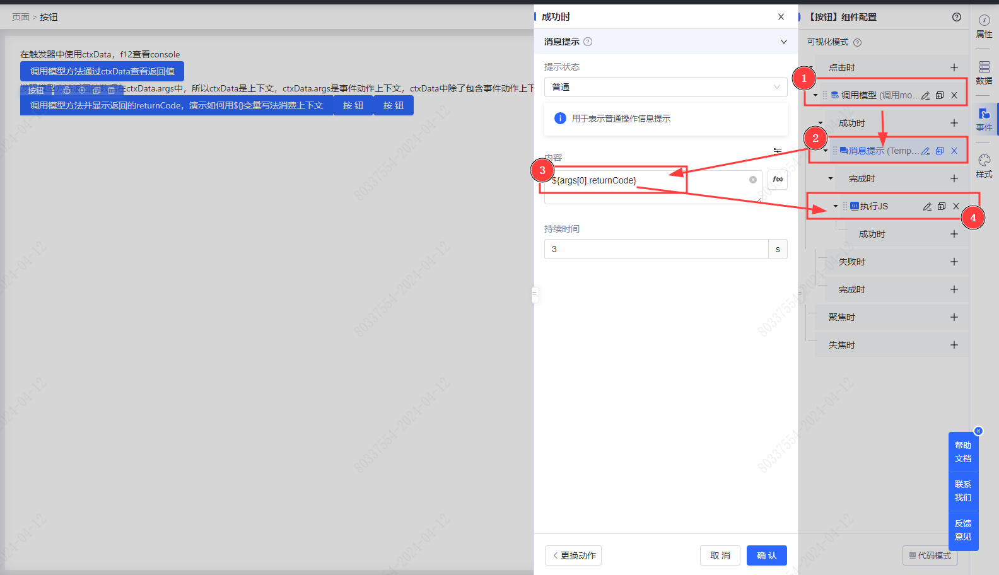 页面 > 按钮
在触发器中使用ctxData，f12查看console
调用模型方法通过ctxData查看返回值
在ctxData.args中，所以ctxData是上下文，ctxData.args是事件动作上下文，ctxData中除了包含事件动作上下
按钮
调用模型方法并显示返回的returnCode，演示如何用${}变量写法消费上下文
按 钮
按 钮
成功时
消息提示
提示状态
普通
用于表示普通操作信息提示
内容
${args[0].returnCode}
f(x)
持续时间
3
s
更换动作
取 消
确 认
【按钮】组件配置
可视化模式
点击时
调用模型 (调用mo...
成功时
消息提示 (Temp...
完成时
执行JS
成功时
失败时
完成时
聚焦时
失焦时
代码模式
1
2
3
4
属性
数据
事件
样式
帮助
文档
联系
我们
反馈
意见
80337554-2024-04-12